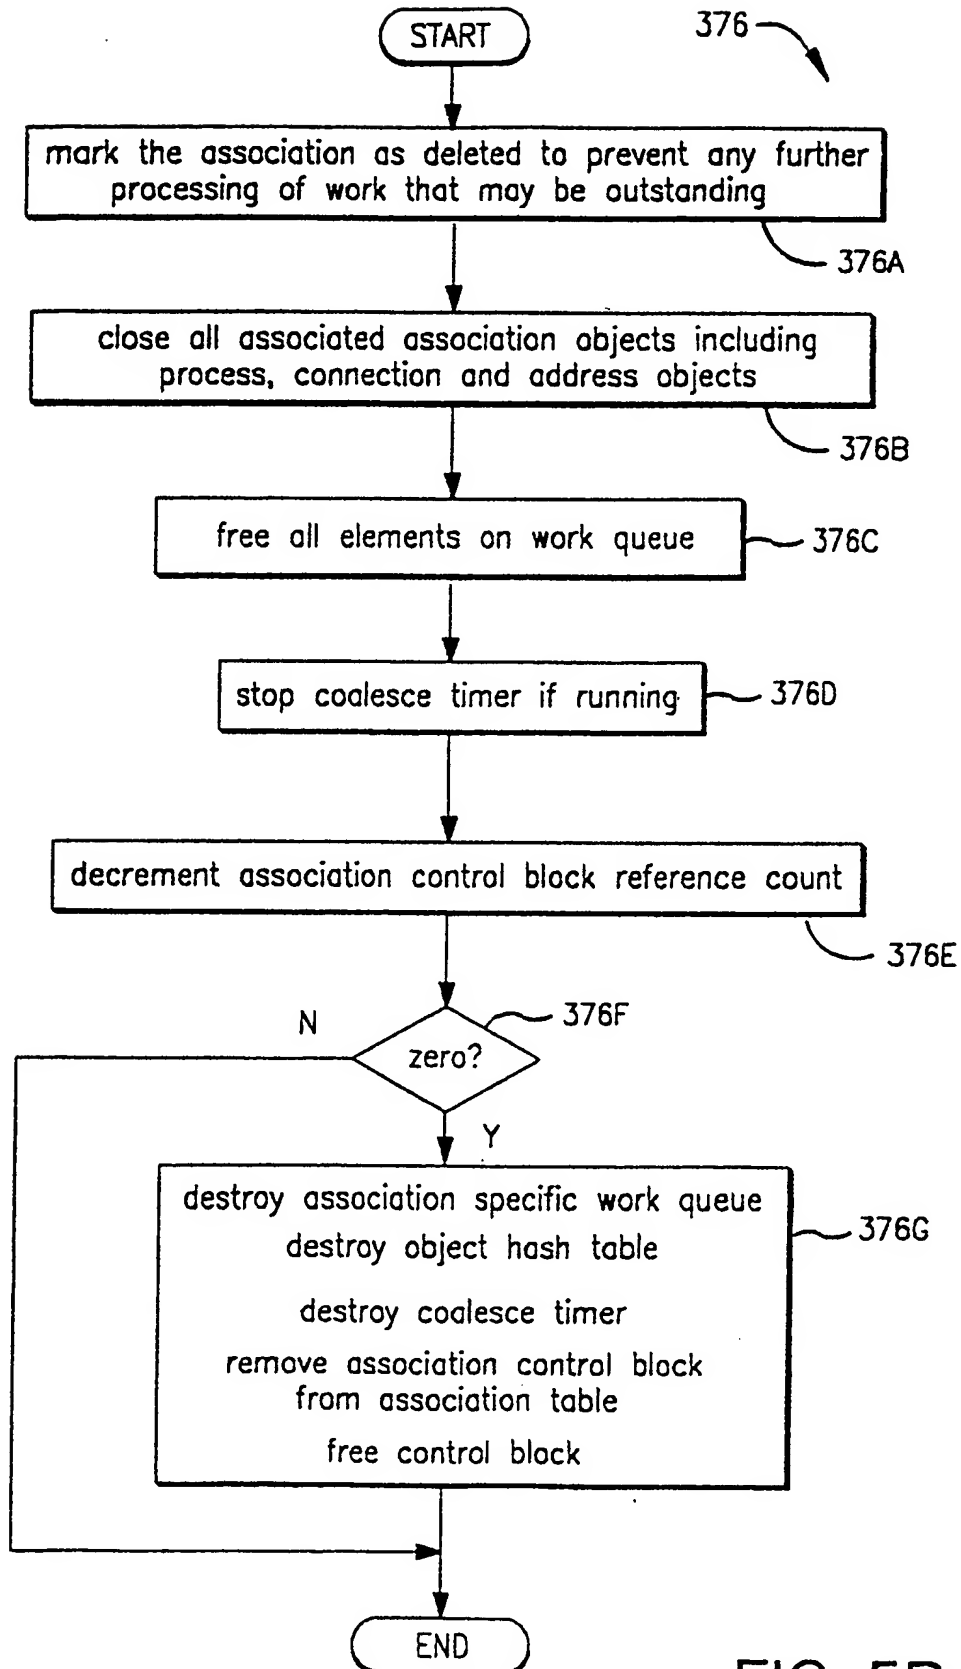 START
376
mark the association as deleted to prevent any further
processing of work that may be outstanding
376A
close all associated association objects including
process, connection and address objects
376B
free all elements on work queue
376C
stop coalesce timer if running
376D
decrement association control block reference count
376E
376F
N
zero?
Y
destroy association specific work queue
376G
destroy object hash table
destroy coalesce timer
remove association control block
from association table
free control block
END